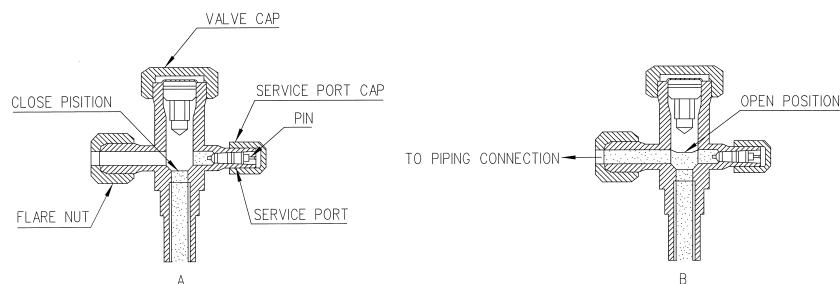 VALVE CAP
CLOSE PISITION
SERVICE PORT CAP
PIN
FLARE NUT
SERVICE PORT
A
OPEN POSITION
TO PIPING CONNECTION
B